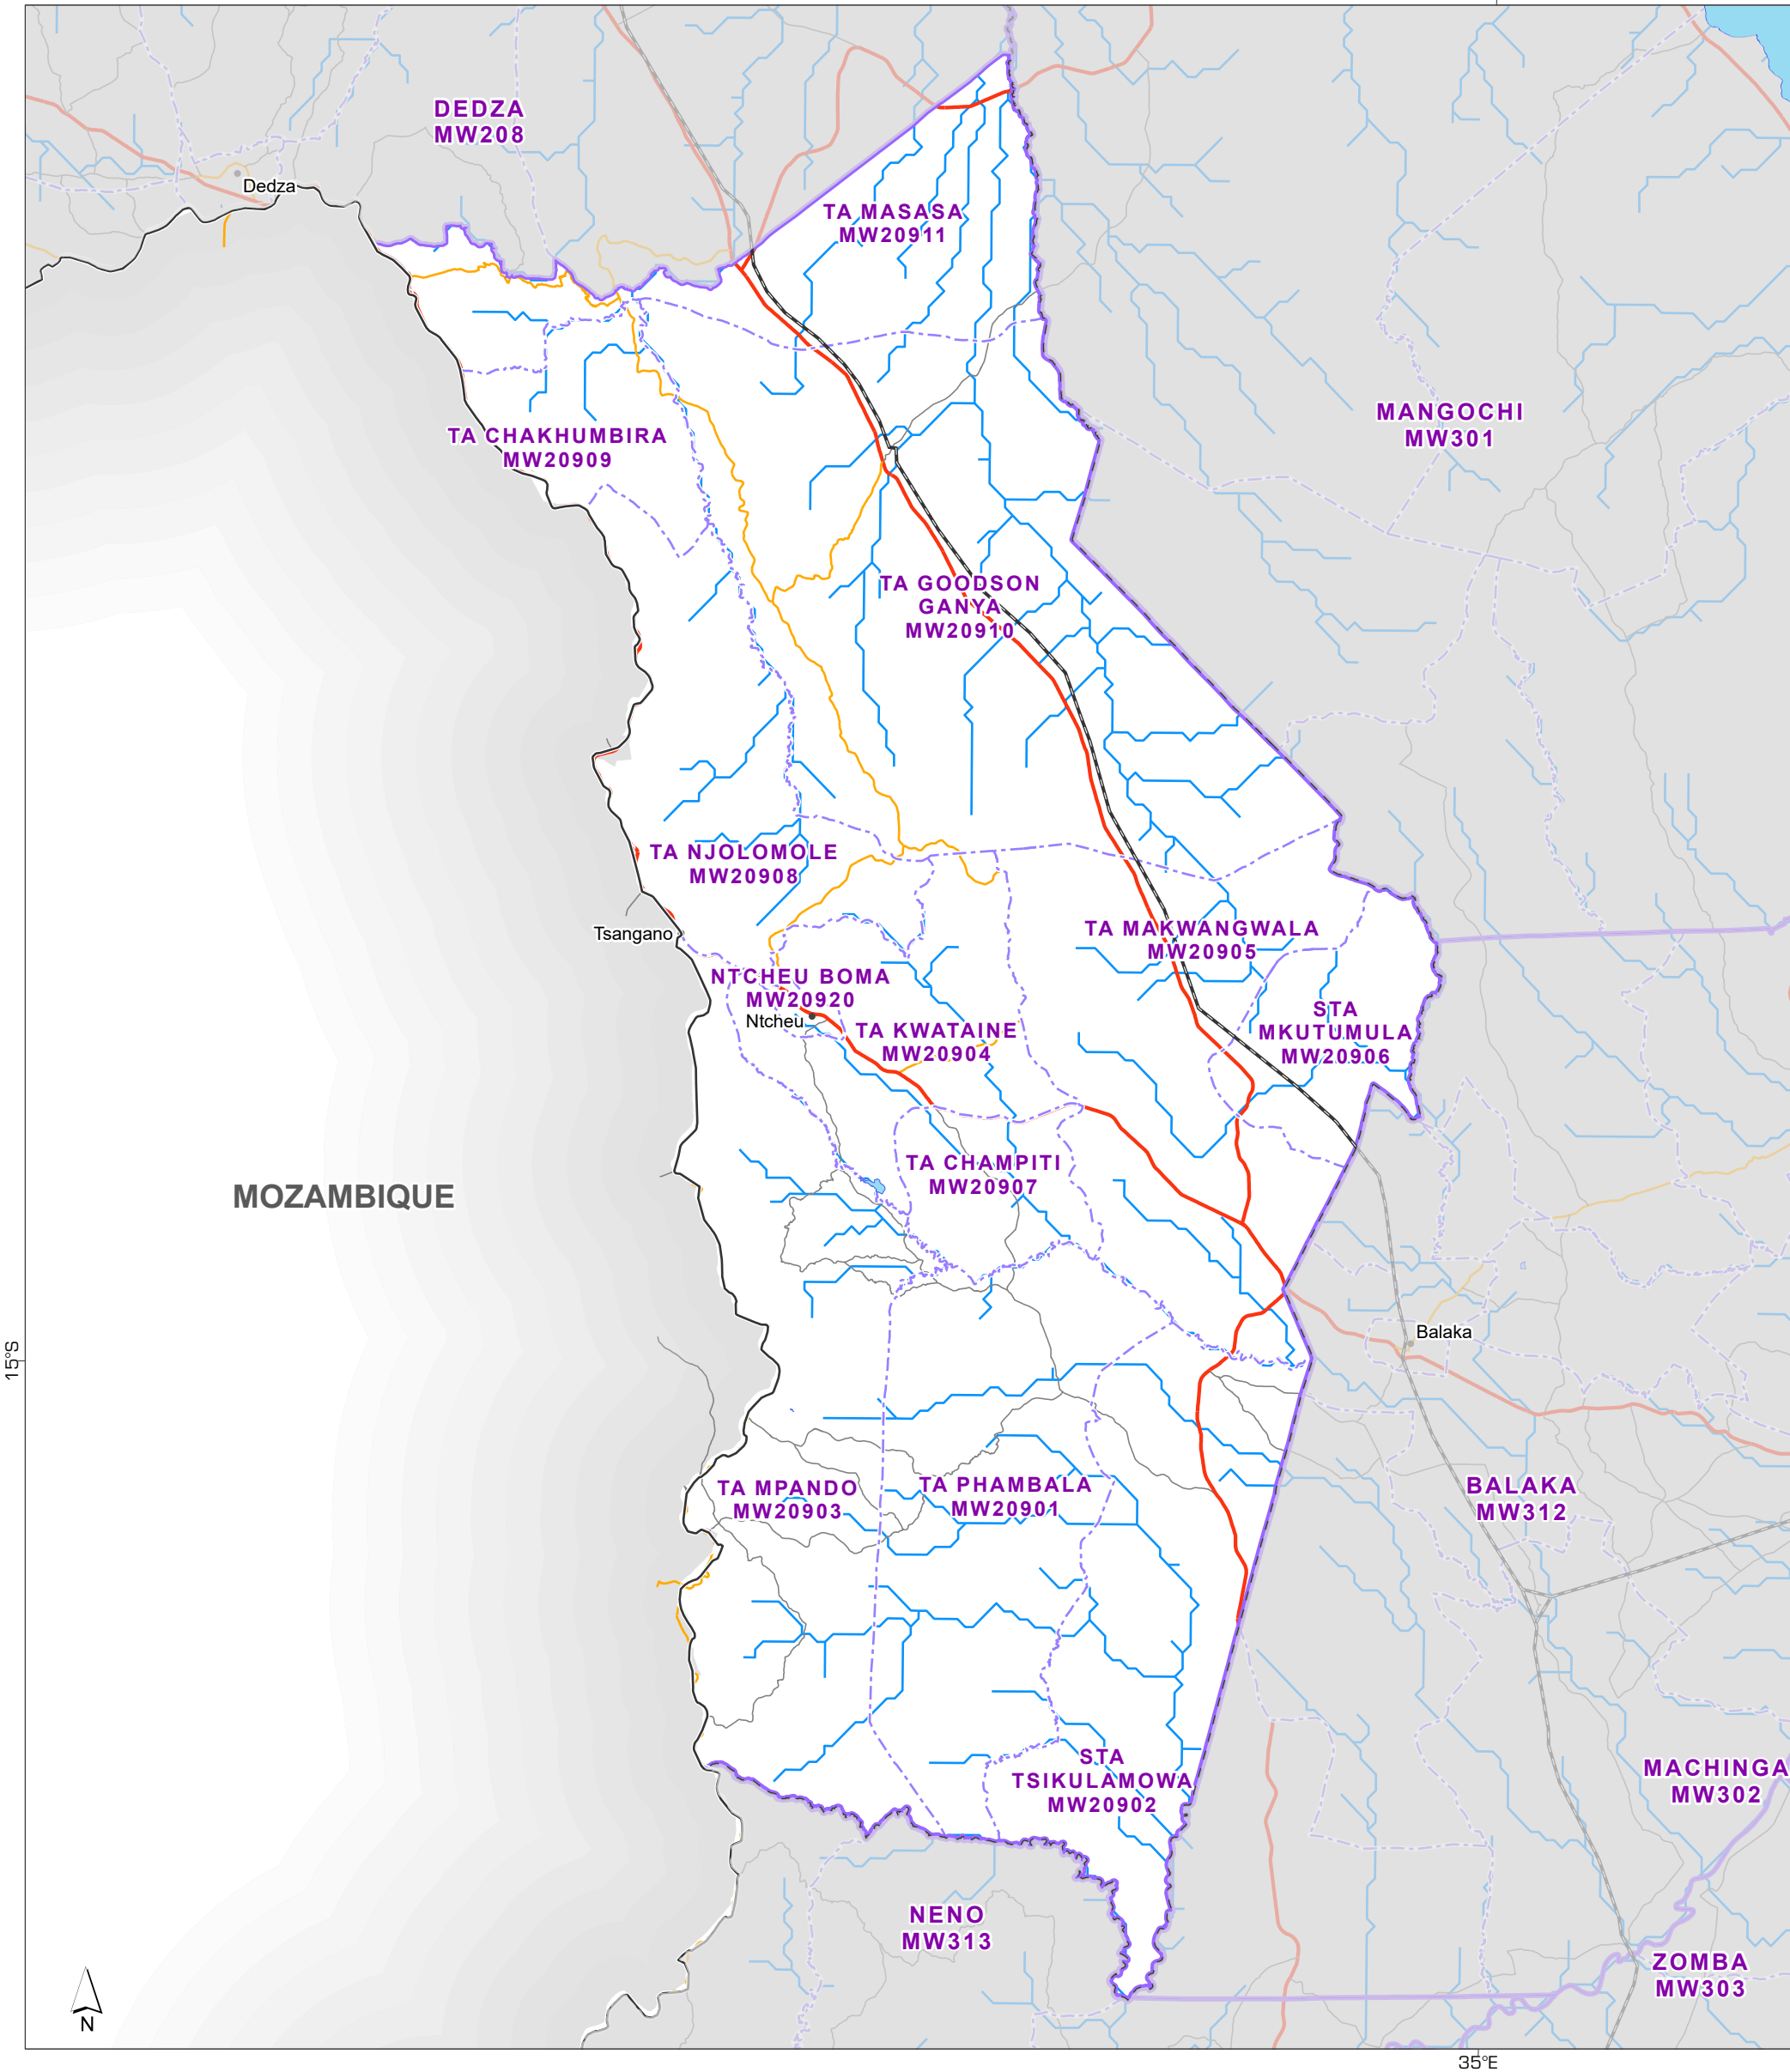 DEDZA
MW208
Dedza
TA MASASA
MW20911
MANGOCHI
MW301
TA CHAKHUMBIRA
MW20909
TA GOODSON
GANYA
MW20910
TA NJOLOMOLE
MW20908
Tsangano
TA MAKWANGWALA
MW20905
NTCHEU BOMA
MW20920
Ntcheu
STA
MKUTUMULA
MW20906
TA KWATAINE
MW20904
TA CHAMPITI
MW20907
MOZAMBIQUE
15°S
Balaka
TA MPANDO
MW20903
TA PHAMBALA
MW20901
BALAKA
MW312
STA
TSIKULAMOWA
MW20902
MACHINGA
MW302
NENO
MW313
ZOMBA
MW303
N
35°E